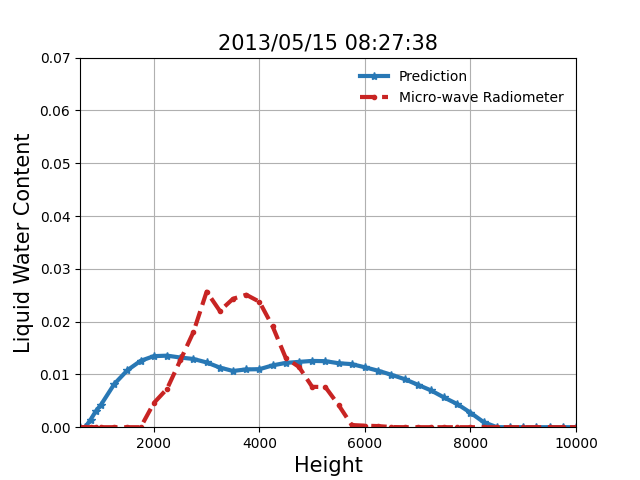 2013/05/15 08:27:38
0.07
0.06
0.05
0.04
0.03
0.02
0.01
0.00
Liquid Water Content
Prediction
Micro-wave Radiometer
2000 4000 6000 8000 10000
Height